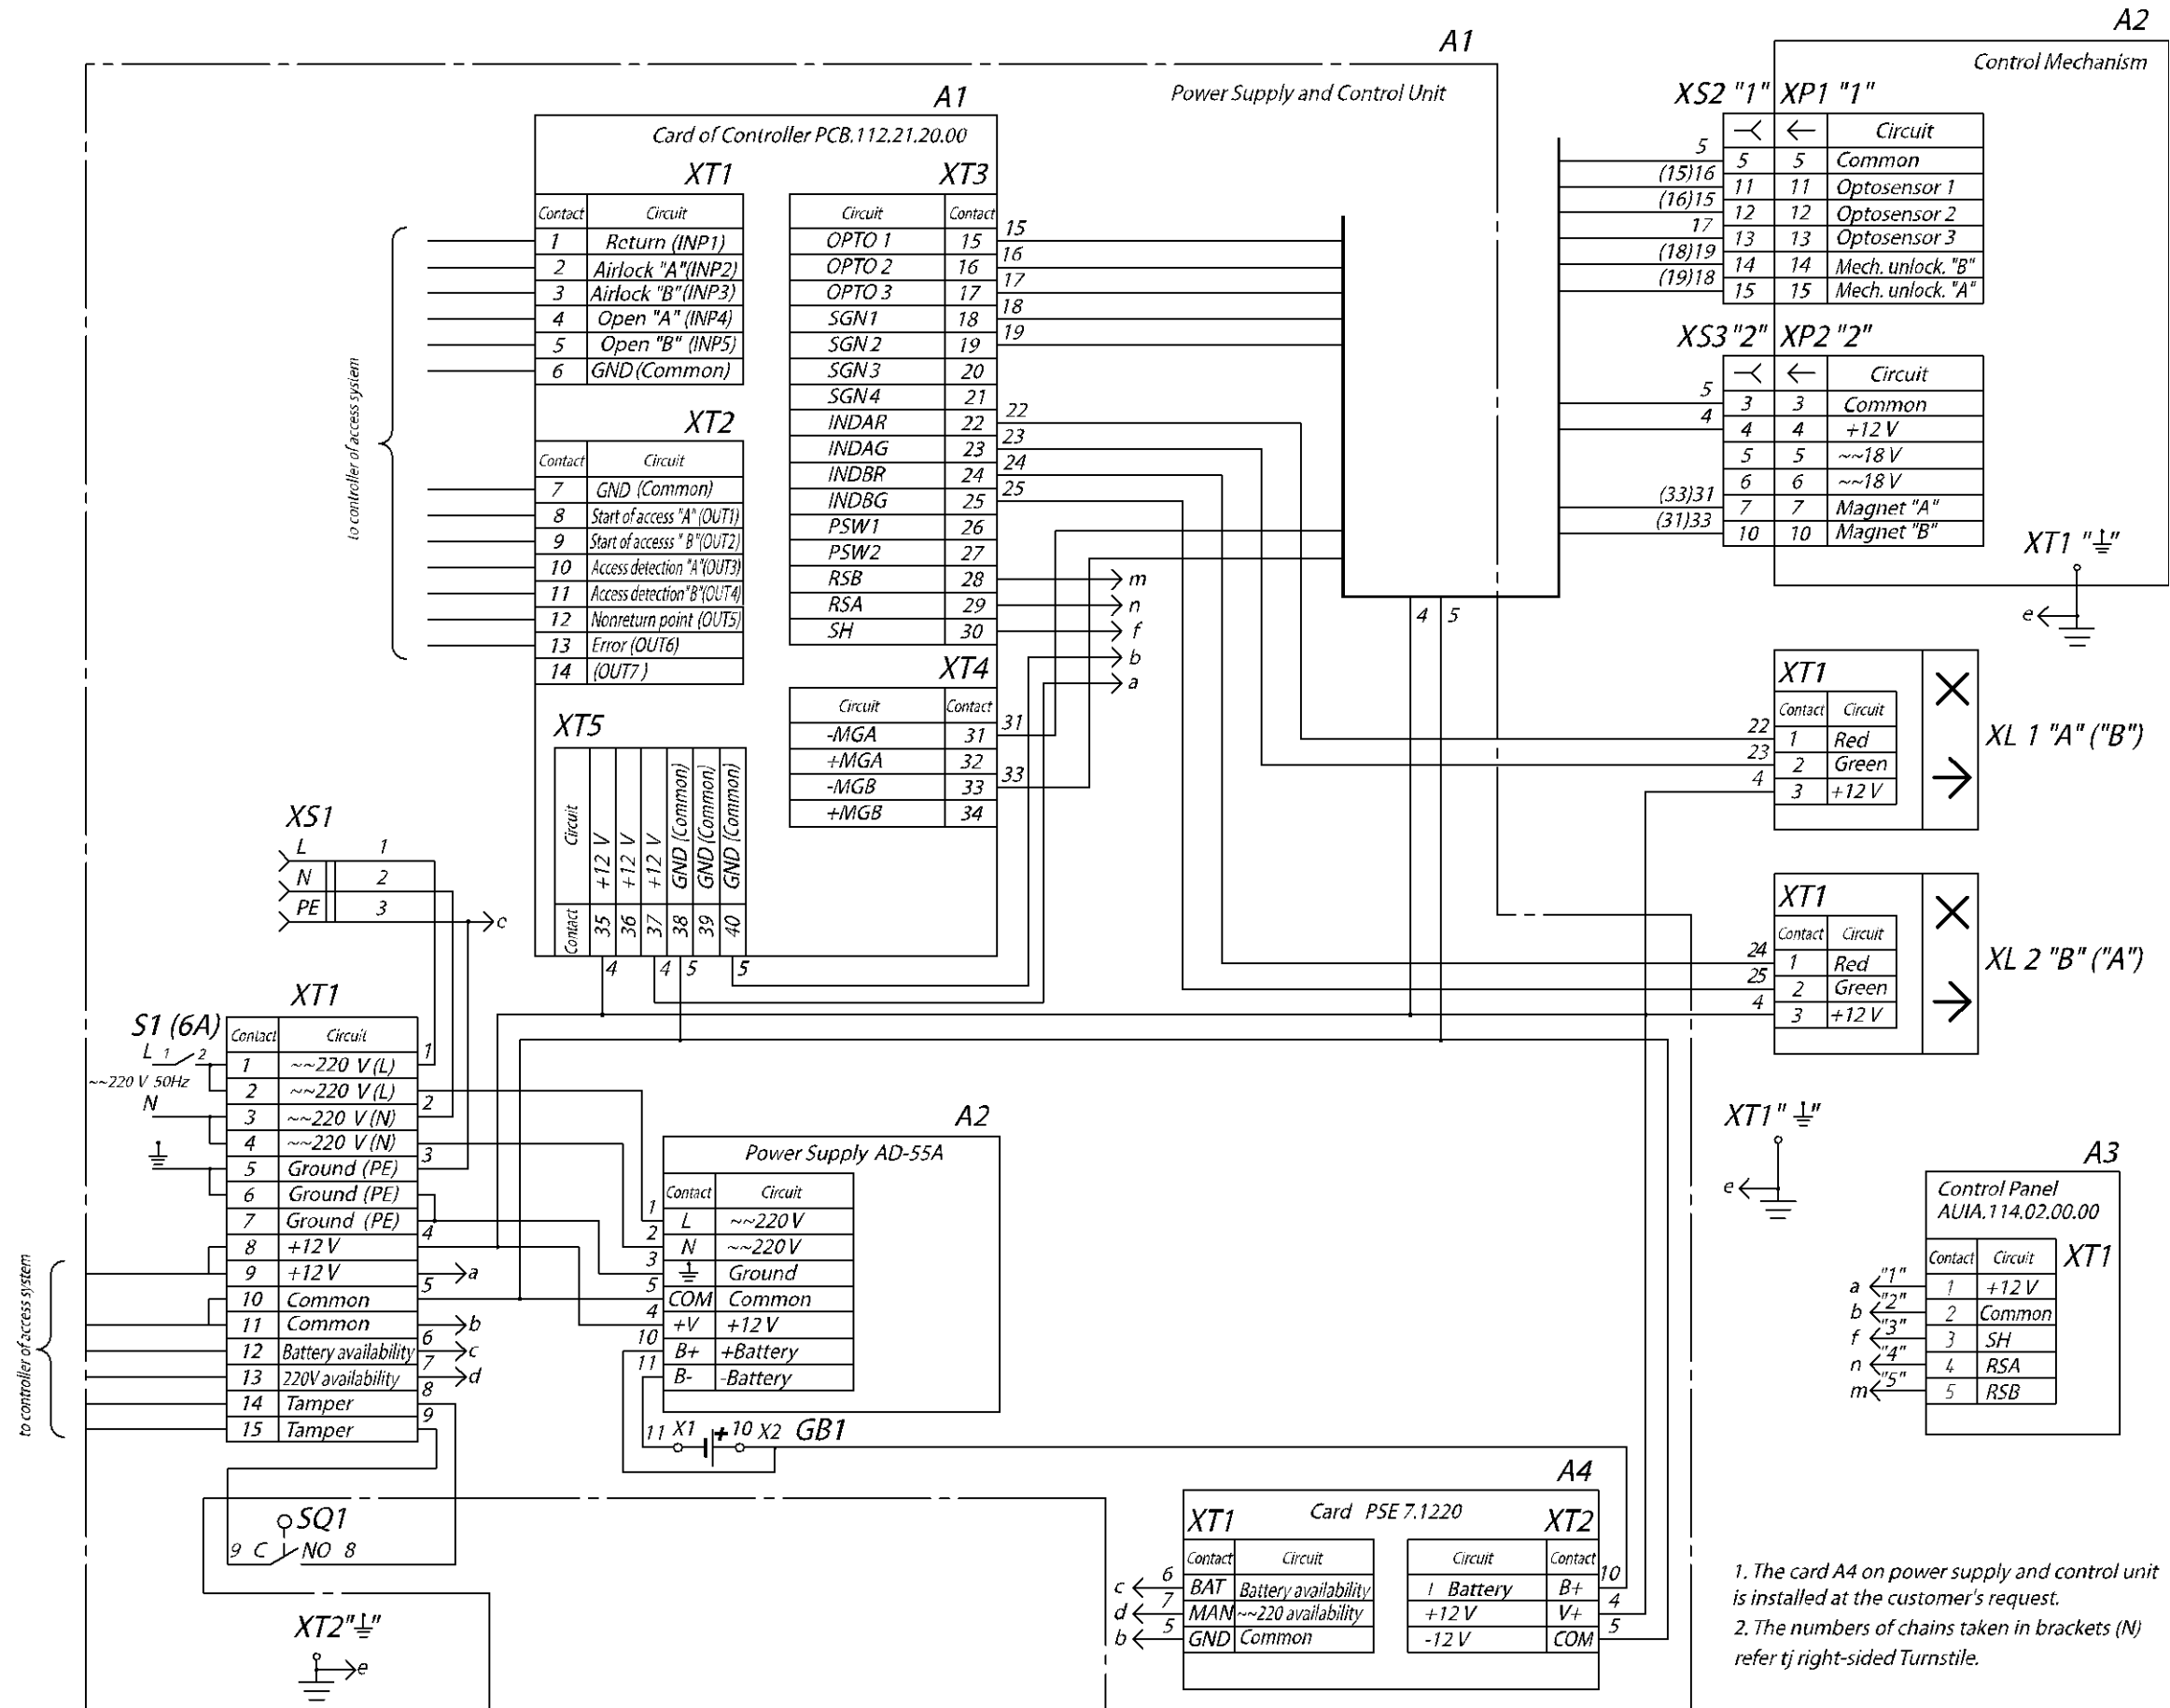 A1
Power Supply and Control Unit
A2
Control Mechanism
A1
Card of Controller PCB.112.21.20.00
XT1
Contact Circuit
1 Return (INP1)
2 Airlock "A"(INP2)
3 Airlock "B"(INP3)
4 Open "A" (INP4)
5 Open "B" (INP5)
6 GND (Common)
to controller of access system
XT2
Contact Circuit
7 GND (Common)
8 Start of access "A" (OUT1)
9 Start of accesss " B"(OUT2)
10 Access detection "A"(OUT3)
11 Access detection"B"(OUT4)
12 Nonreturn point (OUT5)
13 Error (OUT6)
14 (OUT7 )
XT3
Circuit Contact
OPTO 1 15 15
OPTO 2 16 16
OPTO 3 17 17
SGN1 18 18
SGN 2 19 19
SGN 3 20
SGN 4 21
INDAR 22 22
INDAG 23 23
INDBR 24 24
INDBG 25 25
PSW1 26
PSW2 27
RSB 28 m
RSA 29 n
SH 30 f
b
a
XT4
Circuit Contact
-MGA 31 31
+MGA 32
-MGB 33 33
+MGB 34
XT5
Circuit +12 V +12 V +12 V GND (Common) GND (Common) GND (Common)
Contact 35 36 37 38 39 40
4 4 5 5
4 5
XS2 "1" XP1 "1"
Circuit
5 5 5 Common
(15)16 11 11 Optosensor 1
(16)15 12 12 Optosensor 2
17 13 13 Optosensor 3
(18)19 14 14 Mech. unlock. "B"
(19)18 15 15 Mech. unlock. "A"
XS3 "2" XP2 "2"
Circuit
5 3 3 Common
4 4 4 +12 V
5 5 ~~18 V
6 6 ~~18 V
(33)31 7 7 Magnet "A"
(31)33 10 10 Magnet "B"
XT1 "⏚"
e
XT1
Contact Circuit
22 1 Red
23 2 Green
4 3 +12 V
XL 1 "A" ("B")
XT1
Contact Circuit
24 1 Red
25 2 Green
4 3 +12 V
XL 2 "B" ("A")
XS1
L 1
N 2
PE 3 c
XT1
S1 (6A)
L 1 2
~~220 V 50Hz
N
Contact Circuit
1 ~~220 V (L) 1
2 ~~220 V (L)
3 ~~220 V (N) 2
4 ~~220 V (N)
5 Ground (PE) 3
6 Ground (PE)
7 Ground (PE)
8 +12 V 4
9 +12 V a
10 Common 5
11 Common b
12 Battery availability 6 c
13 220V availability 7 d
14 Tamper 8
15 Tamper 9
to controller of access system
A2
Power Supply AD-55A
Contact Circuit
1 L ~~220 V
2 N ~~220 V
3 ⏚ Ground
5 COM Common
4 +V +12 V
10 B+ +Battery
11 B- -Battery
11 X1 + 10 X2 GB1
SQ1
9 C NO 8
XT2"⏚"
e
XT1" ⏚"
e
A3
Control Panel
AUIA.114.02.00.00
XT1
Contact Circuit
a "1" 1 +12 V
b "2" 2 Common
f "3" 3 SH
n "4" 4 RSA
m "5" 5 RSB
A4
Card PSE 7.1220
XT1 XT2
Contact Circuit Circuit Contact
c 6 BAT Battery availability Battery B+ 10
d 7 MAN ~~220 availability +12 V V+ 4
b 5 GND Common -12 V COM 5
1. The card A4 on power supply and control unit
is installed at the customer's request.
2. The numbers of chains taken in brackets (N)
refer tj right-sided Turnstile.